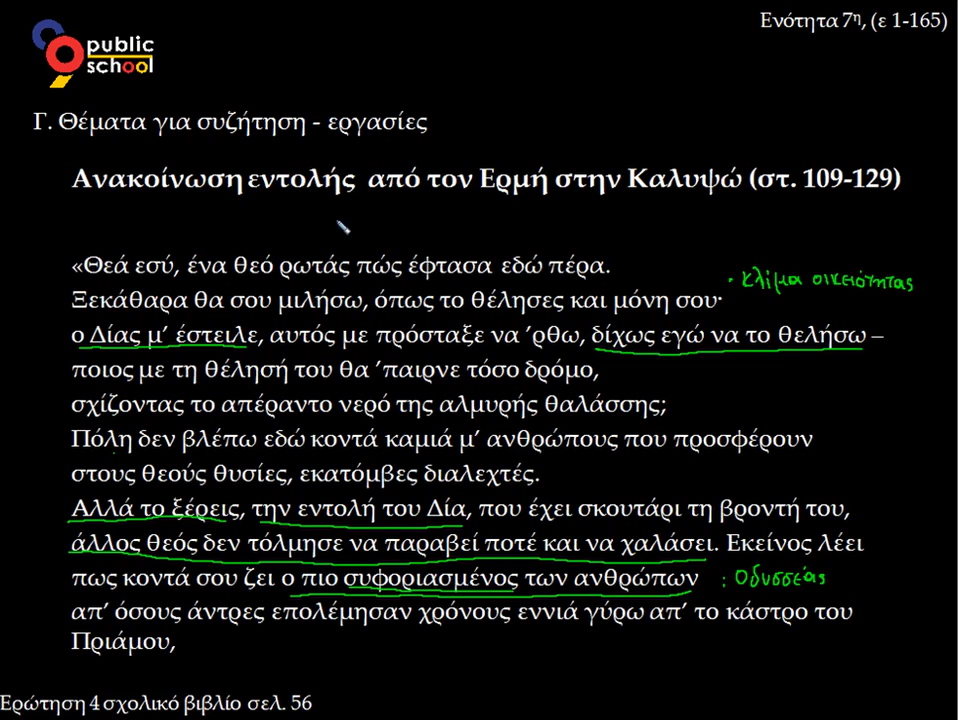 Ενότητα 7η, (ε 1-165)
public
school
Γ. Θέματα για συζήτηση - εργασίες
Ανακοίνωση εντολής από τον Ερμή στην Καλυψώ (στ. 109-129)
«Θεά εσύ, ένα θεό ρωτάς πώς έφτασα εδώ πέρα.
· κλίμα οικειότητας
Ξεκάθαρα θα σου μιλήσω, όπως το θέλησες και μόνη σου·
ο Δίας μ’ έστειλε, αυτός με πρόσταξε να ’ρθω, δίχως εγώ να το θελήσω –
ποιος με τη θέλησή του θα ’παιρνε τόσο δρόμο,
σχίζοντας το απέραντο νερό της αλμυρής θαλάσσης;
Πόλη δεν βλέπω εδώ κοντά καμιά μ’ ανθρώπους που προσφέρουν
στους θεούς θυσίες, εκατόμβες διαλεχτές.
Αλλά το ξέρεις, την εντολή του Δία, που έχει σκουτάρι τη βροντή του,
άλλος θεός δεν τόλμησε να παραβεί ποτέ και να χαλάσει. Εκείνος λέει
πως κοντά σου ζει ο πιο συφοριασμένος των ανθρώπων : Οδυσσέας
απ’ όσους άντρες επολέμησαν χρόνους εννιά γύρω απ’ το κάστρο του
Πριάμου,
Ερώτηση 4 σχολικό βιβλίο σελ. 56